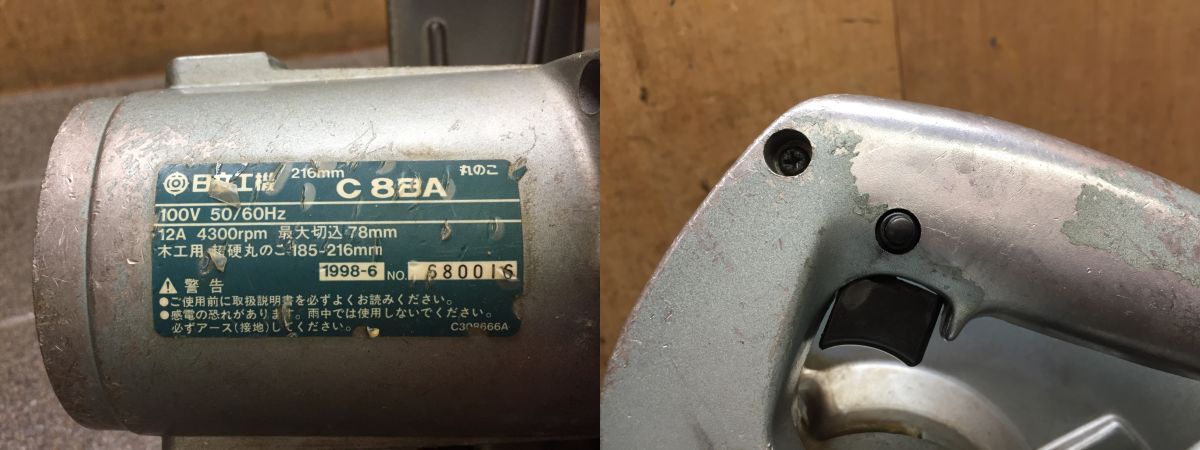 日立工機 216mm C 88A 丸のこ
100V 50/60Hz
12A 4300rpm 最大切込 78mm
木工用 超硬丸のこ 185-216mm
1998-6 NO. 680016
警告
●ご使用前に取扱説明書を必ずよくお読みください。
●感電の恐れがあります。雨中では使用しないでください。
必ずアース(接地)してください。 C308666A